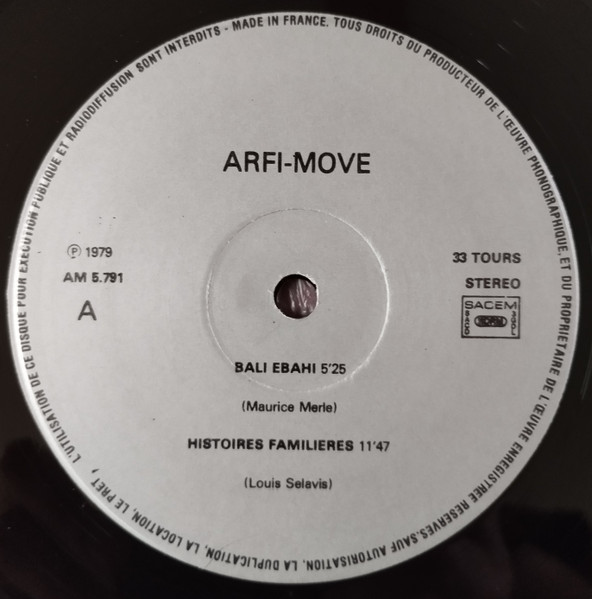 MADE IN FRANCE. TOUS DROITS DU PRODUCTEUR DE L'ŒUVRE PHONOGRAPHIQUE, ET DU PROPRIETAIRE DE L'ŒUVRE ENREGISTREE RESERVES. SAUF AUTORISATION, LA DUPLICATION, LA LOCATION, LE PRET, L'UTILISATION DE CE DISQUE POUR EXECUTION PUBLIQUE ET RADIODIFFUSION SONT INTERDITS -
ARFI-MOVE
Ⓟ 1979
AM 5.791
A
33 TOURS
STEREO
SACEM
SACD
SDRM
SGDL
BALI EBAHI 5'25
(Maurice Merle)
HISTOIRES FAMILIERES 11'47
(Louis Selavis)